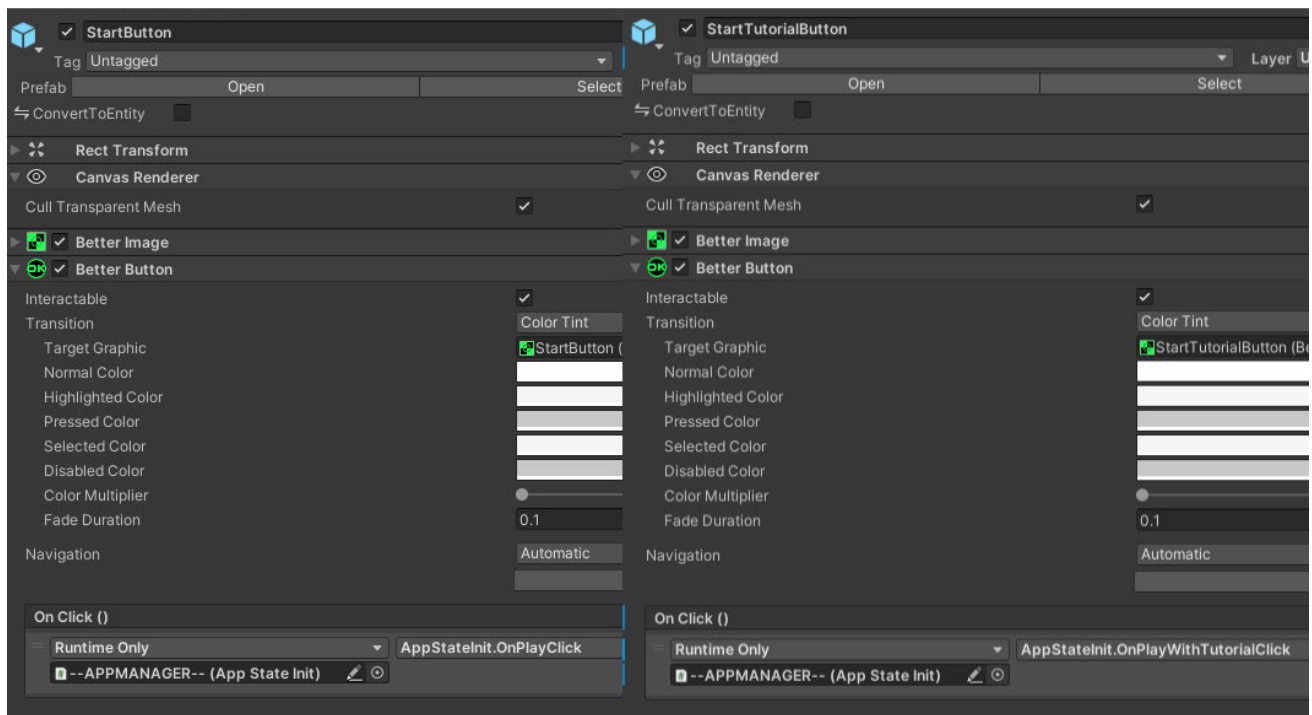 StartButton
Tag Untagged
Prefab Open Select
ConvertToEntity
Rect Transform
Canvas Renderer
Cull Transparent Mesh
Better Image
OK Better Button
Interactable
Transition Color Tint
Target Graphic StartButton (
Normal Color
Highlighted Color
Pressed Color
Selected Color
Disabled Color
Color Multiplier
Fade Duration 0.1
Navigation Automatic
On Click ()
Runtime Only AppStateInit.OnPlayClick
--APPMANAGER-- (App State Init)
StartTutorialButton
Tag Untagged Layer U
Prefab Open Select
ConvertToEntity
Rect Transform
Canvas Renderer
Cull Transparent Mesh
Better Image
OK Better Button
Interactable
Transition Color Tint
Target Graphic StartTutorialButton (Be
Normal Color
Highlighted Color
Pressed Color
Selected Color
Disabled Color
Color Multiplier
Fade Duration 0.1
Navigation Automatic
On Click ()
Runtime Only AppStateInit.OnPlayWithTutorialClick
--APPMANAGER-- (App State Init)